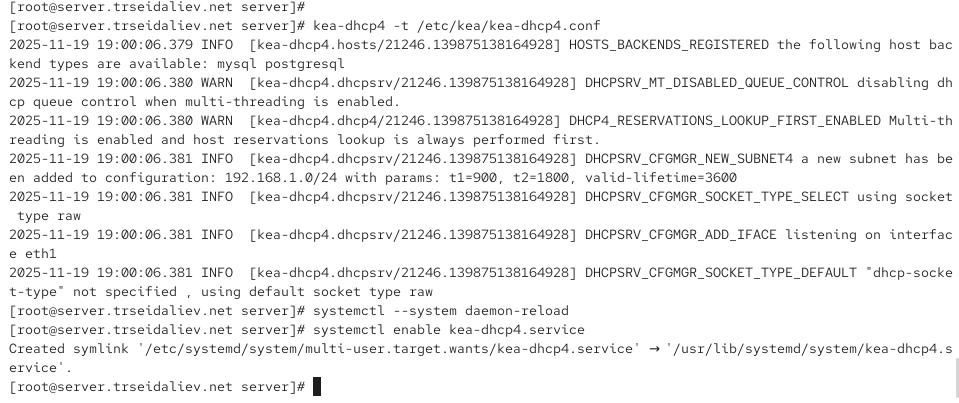 [root@server.trseidaliev.net server]#
[root@server.trseidaliev.net server]# kea-dhcp4 -t /etc/kea/kea-dhcp4.conf
2025-11-19 19:00:06.379 INFO  [kea-dhcp4.hosts/21246.139875138164928] HOSTS_BACKENDS_REGISTERED the following host bac
kend types are available: mysql postgresql
2025-11-19 19:00:06.380 WARN  [kea-dhcp4.dhcpsrv/21246.139875138164928] DHCPSRV_MT_DISABLED_QUEUE_CONTROL disabling dh
cp queue control when multi-threading is enabled.
2025-11-19 19:00:06.380 WARN  [kea-dhcp4.dhcp4/21246.139875138164928] DHCP4_RESERVATIONS_LOOKUP_FIRST_ENABLED Multi-th
reading is enabled and host reservations lookup is always performed first.
2025-11-19 19:00:06.381 INFO  [kea-dhcp4.dhcpsrv/21246.139875138164928] DHCPSRV_CFGMGR_NEW_SUBNET4 a new subnet has be
en added to configuration: 192.168.1.0/24 with params: t1=900, t2=1800, valid-lifetime=3600
2025-11-19 19:00:06.381 INFO  [kea-dhcp4.dhcpsrv/21246.139875138164928] DHCPSRV_CFGMGR_SOCKET_TYPE_SELECT using socket
 type raw
2025-11-19 19:00:06.381 INFO  [kea-dhcp4.dhcpsrv/21246.139875138164928] DHCPSRV_CFGMGR_ADD_IFACE listening on interfac
e eth1
2025-11-19 19:00:06.381 INFO  [kea-dhcp4.dhcpsrv/21246.139875138164928] DHCPSRV_CFGMGR_SOCKET_TYPE_DEFAULT "dhcp-socke
t-type" not specified , using default socket type raw
[root@server.trseidaliev.net server]# systemctl --system daemon-reload
[root@server.trseidaliev.net server]# systemctl enable kea-dhcp4.service
Created symlink '/etc/systemd/system/multi-user.target.wants/kea-dhcp4.service' → '/usr/lib/systemd/system/kea-dhcp4.s
ervice'.
[root@server.trseidaliev.net server]#